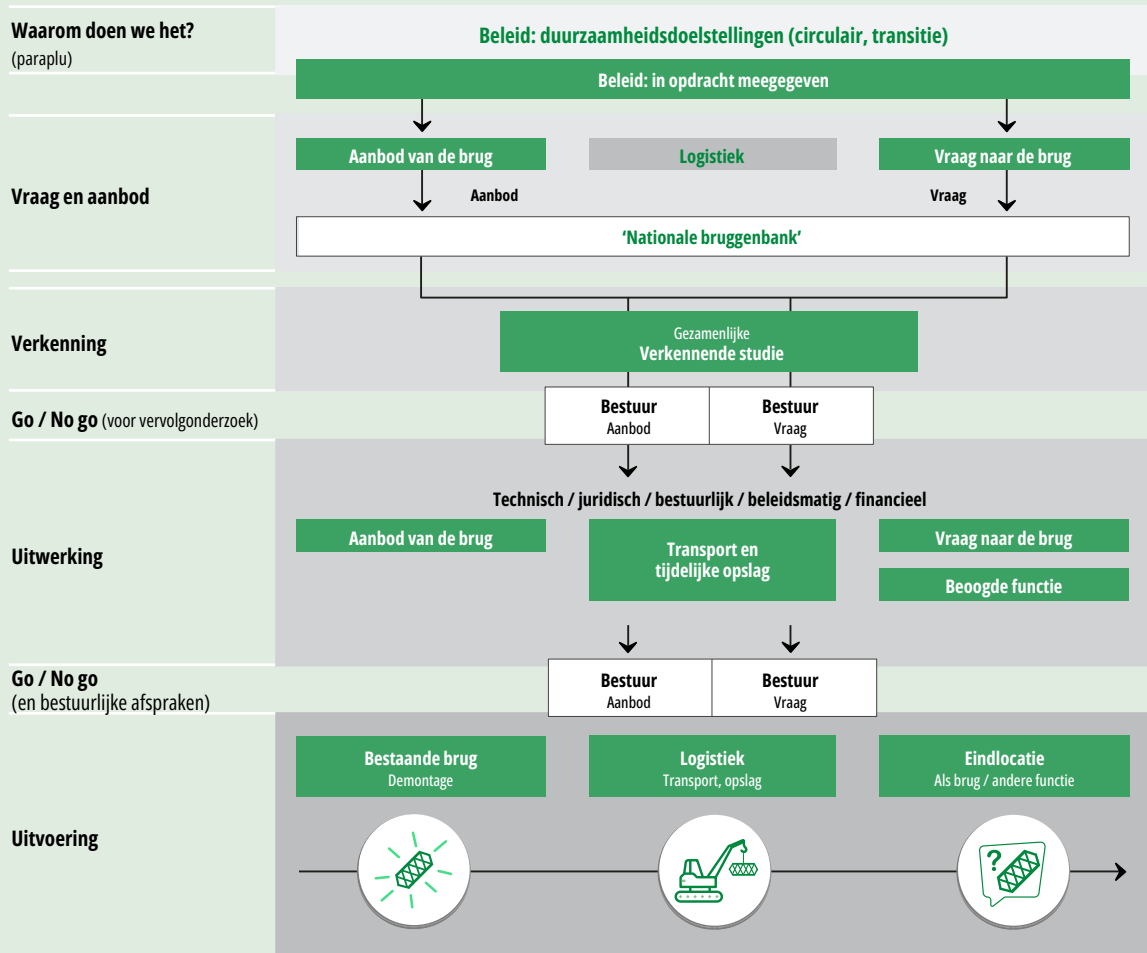 Waarom doen we het?
(paraplu)
Beleid: duurzaamheidsdoelstellingen (circulair, transitie)
Beleid: in opdracht meegegeven
Vraag en aanbod
Aanbod van de brug
Logistiek
Vraag naar de brug
Aanbod
Vraag
‘Nationale bruggenbank’
Verkenning
Gezamenlijke
Verkennende studie
Go / No go (voor vervolgonderzoek)
Bestuur
Aanbod
Bestuur
Vraag
Uitwerking
Technisch / juridisch / bestuurlijk / beleidsmatig / financieel
Aanbod van de brug
Transport en
tijdelijke opslag
Vraag naar de brug
Beoogde functie
Go / No go
(en bestuurlijke afspraken)
Bestuur
Aanbod
Bestuur
Vraag
Uitvoering
Bestaande brug
Demontage
Logistiek
Transport, opslag
Eindlocatie
Als brug / andere functie
?